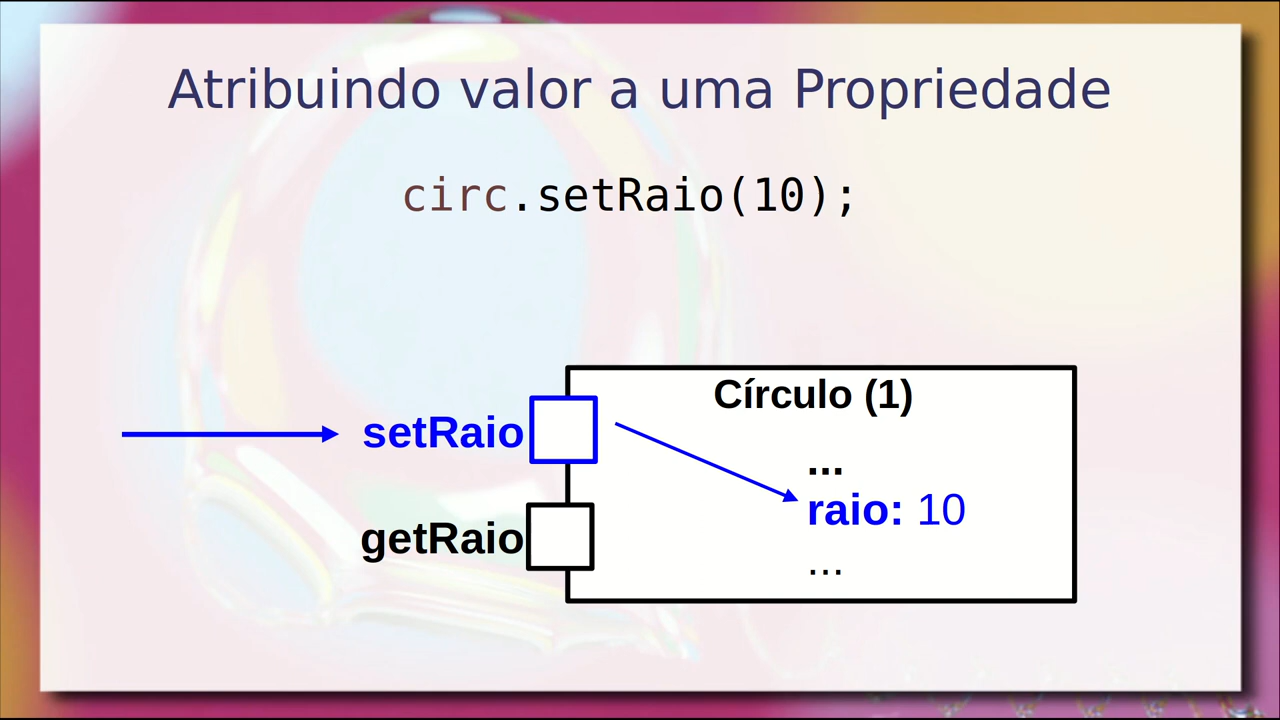 Atribuindo valor a uma Propriedade
circ.setRaio(10);
Círculo (1)
setRaio
...
raio: 10
getRaio
...